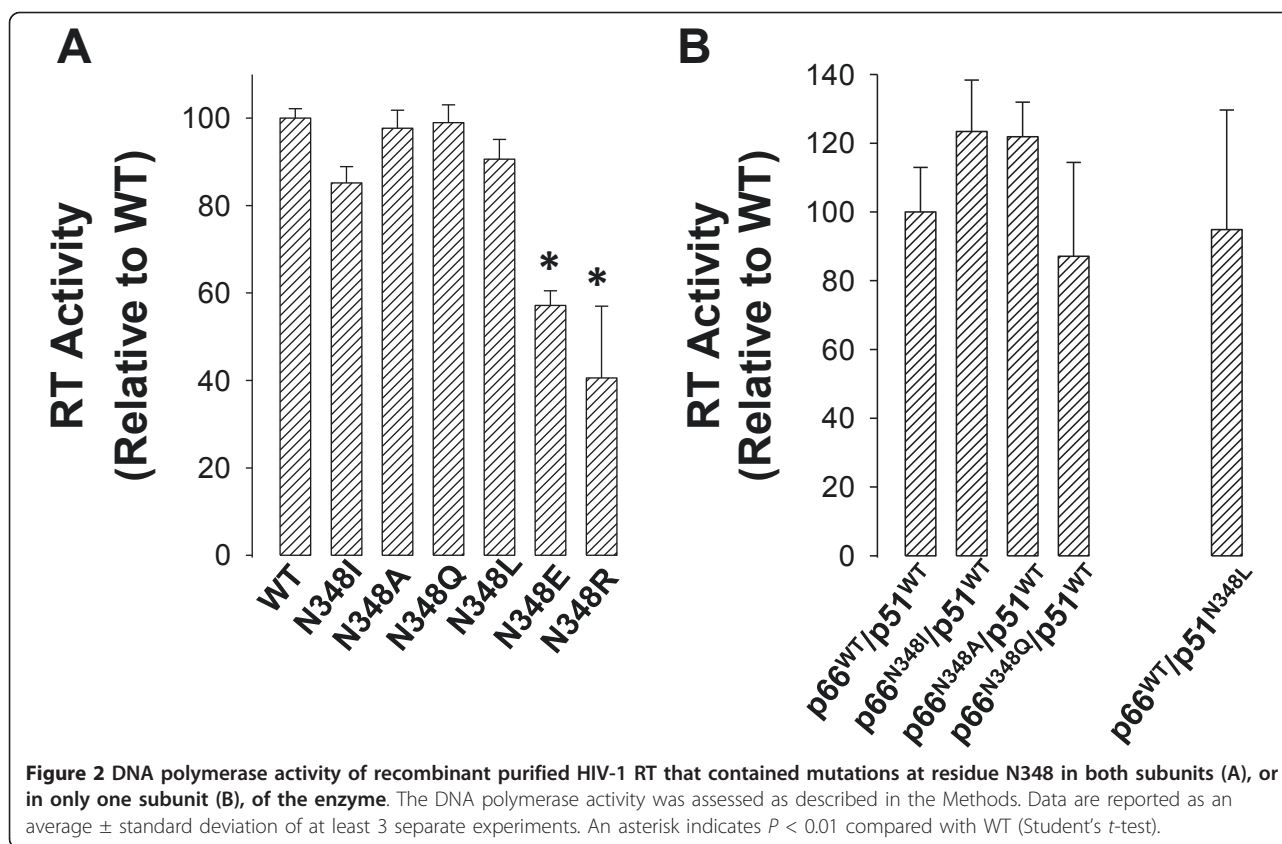 A
RT Activity
(Relative to WT)
100
80
60
40
20
0
* *
WT
N348I
N348A
N348Q
N348L
N348E
N348R
B
RT Activity
(Relative to WT)
140
120
100
80
60
40
20
0
p66WT/p51WT
p66N348I/p51WT
p66N348A/p51WT
p66N348Q/p51WT
p66WT/p51N348L
Figure 2 DNA polymerase activity of recombinant purified HIV-1 RT that contained mutations at residue N348 in both subunits (A), or
in only one subunit (B), of the enzyme. The DNA polymerase activity was assessed as described in the Methods. Data are reported as an
average ± standard deviation of at least 3 separate experiments. An asterisk indicates P < 0.01 compared with WT (Student's t-test).